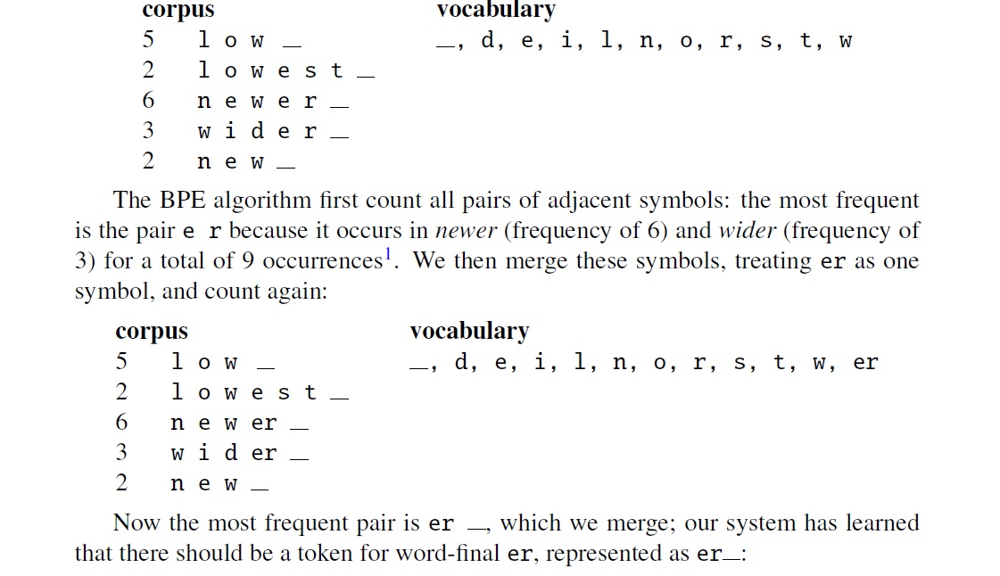 corpus vocabulary
5 l o w _ _, d, e, i, l, n, o, r, s, t, w
2 l o w e s t _
6 n e w e r _
3 w i d e r _
2 n e w _
The BPE algorithm first count all pairs of adjacent symbols: the most frequent
is the pair e r because it occurs in newer (frequency of 6) and wider (frequency of
3) for a total of 9 occurrences1. We then merge these symbols, treating er as one
symbol, and count again:
corpus vocabulary
5 l o w _ _, d, e, i, l, n, o, r, s, t, w, er
2 l o w e s t _
6 n e w er _
3 w i d er _
2 n e w _
Now the most frequent pair is er _, which we merge; our system has learned
that there should be a token for word-final er, represented as er_: